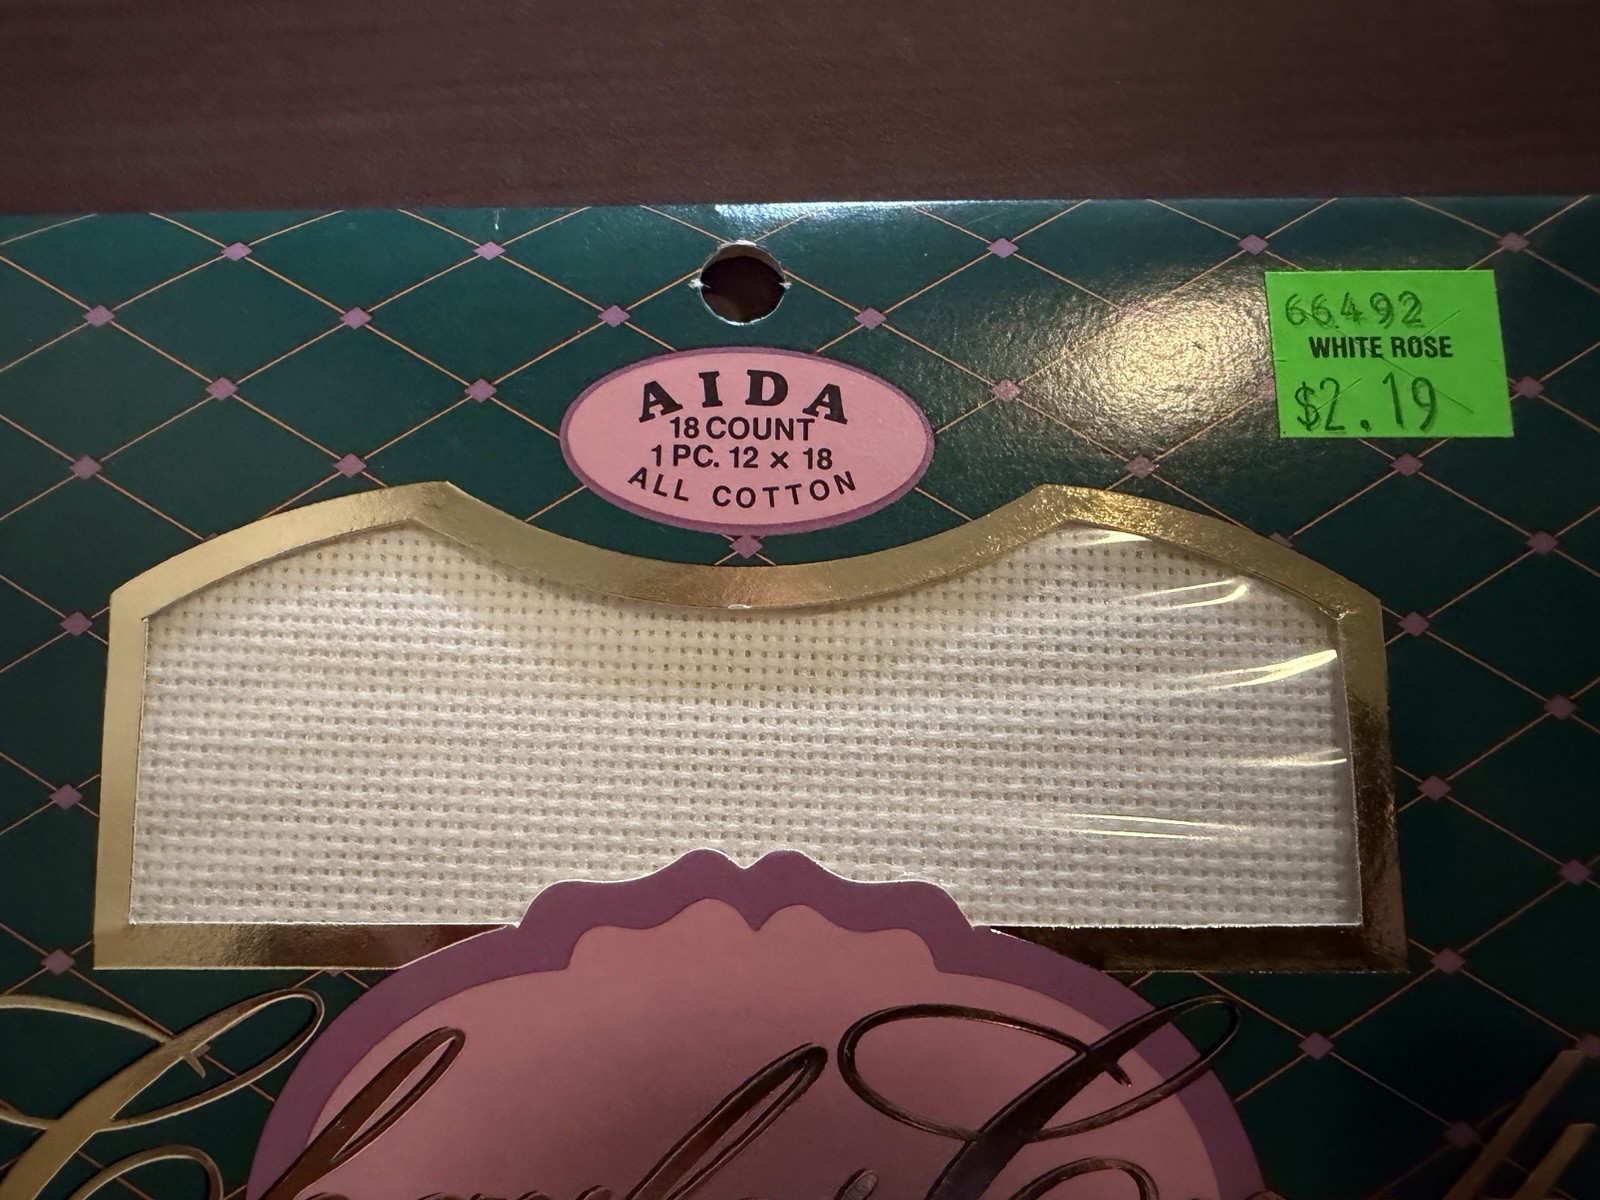 66492
WHITE ROSE
$2.19
AIDA
18 COUNT
1 PC. 12 x 18
ALL COTTON